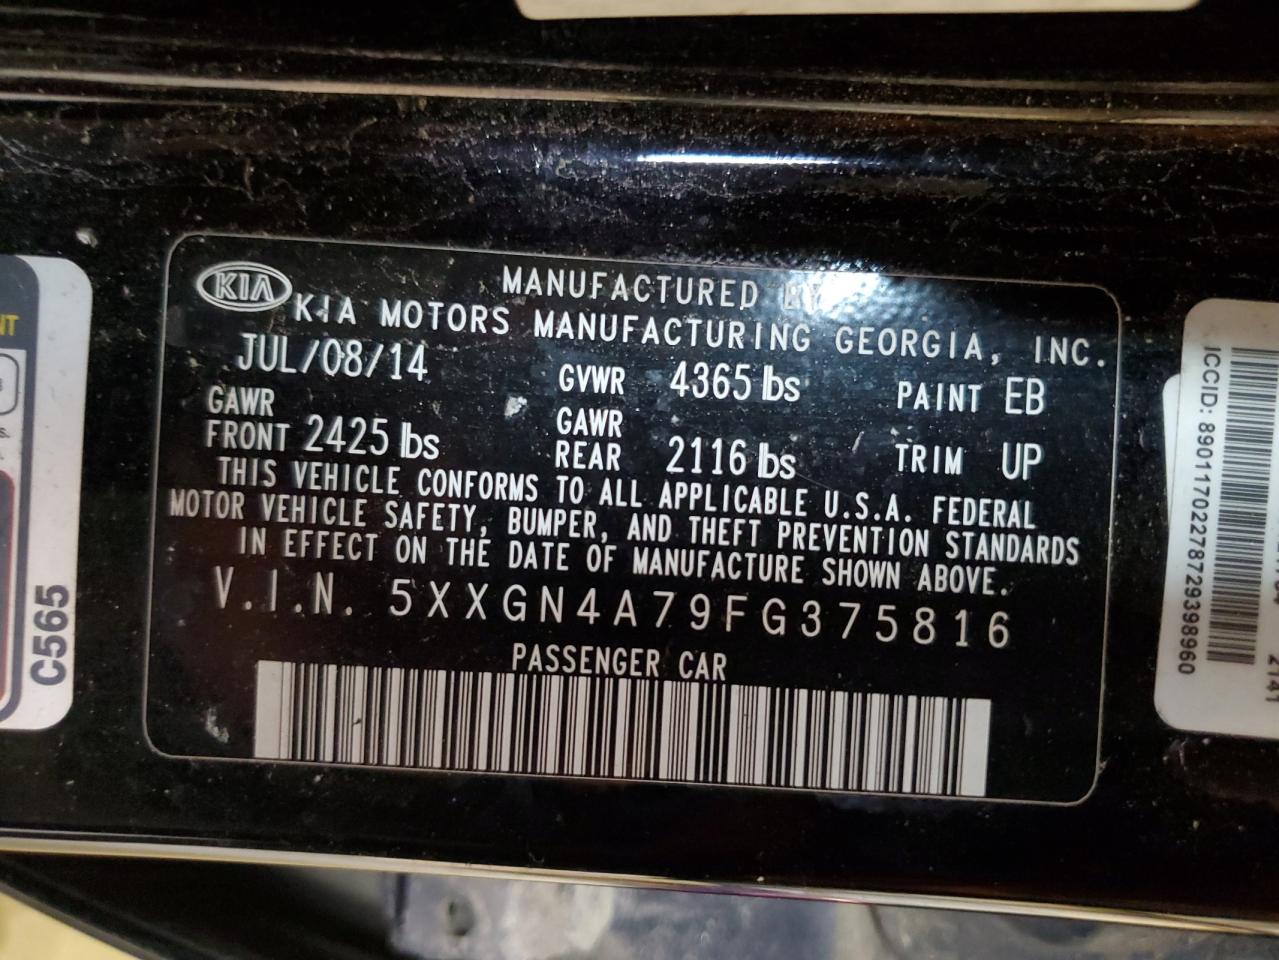 KIA
MANUFACTURED BY
KIA MOTORS MANUFACTURING GEORGIA, INC.
JUL/08/14
GVWR 4365 lbs PAINT EB
GAWR
FRONT 2425 lbs
GAWR
REAR 2116 lbs TRIM UP
THIS VEHICLE CONFORMS TO ALL APPLICABLE U.S.A. FEDERAL
MOTOR VEHICLE SAFETY, BUMPER, AND THEFT PREVENTION STANDARDS
IN EFFECT ON THE DATE OF MANUFACTURE SHOWN ABOVE.
V.I.N. 5XXGN4A79FG375816
PASSENGER CAR
C565
ICCID: 89011702278729398960
2141